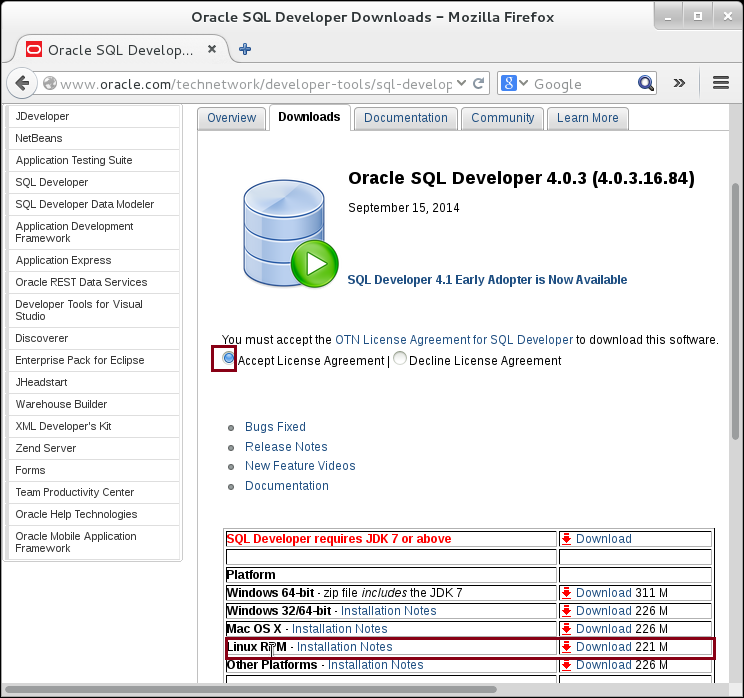 Oracle SQL Developer Downloads - Mozilla Firefox
Oracle SQL Develop...
www.oracle.com/technetwork/developer-tools/sql-develop
8 Google
JDeveloper
NetBeans
Application Testing Suite
SQL Developer
SQL Developer Data Modeler
Application Development
Framework
Application Express
Oracle REST Data Services
Developer Tools for Visual
Studio
Discoverer
Enterprise Pack for Eclipse
JHeadstart
Warehouse Builder
XML Developer's Kit
Zend Server
Forms
Team Productivity Center
Oracle Help Technologies
Oracle Mobile Application
Framework
Overview Downloads Documentation Community Learn More
Oracle SQL Developer 4.0.3 (4.0.3.16.84)
September 15, 2014
SQL Developer 4.1 Early Adopter is Now Available
You must accept the OTN License Agreement for SQL Developer to download this software.
Accept License Agreement | Decline License Agreement
Bugs Fixed
Release Notes
New Feature Videos
Documentation
SQL Developer requires JDK 7 or above Download
Platform
Windows 64-bit - zip file includes the JDK 7 Download 311 M
Windows 32/64-bit - Installation Notes Download 226 M
Mac OS X - Installation Notes Download 226 M
Linux RPM - Installation Notes Download 221 M
Other Platforms - Installation Notes Download 226 M